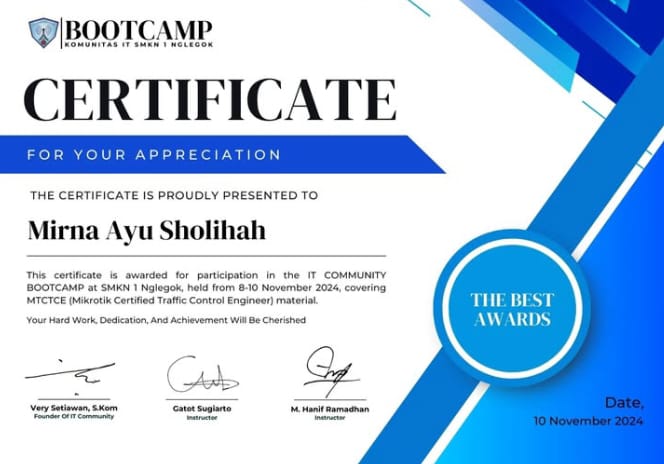 BOOTCAMP
KOMUNITAS IT SMKN 1 NGLEGOK
CERTIFICATE
FOR YOUR APPRECIATION
THE CERTIFICATE IS PROUDLY PRESENTED TO
Mirna Ayu Sholihah
This certificate is awarded for participation in the IT COMMUNITY
BOOTCAMP at SMKN 1 Nglegok, held from 8-10 November 2024, covering
MTCTCE (Mikrotik Certified Traffic Control Engineer) material.
Your Hard Work, Dedication, And Achievement Will Be Cherished
THE BEST
AWARDS
Very Setiawan, S.Kom
Founder Of IT Community
Gatot Sugiarto
Instructor
M. Hanif Ramadhan
Instructor
Date,
10 November 2024